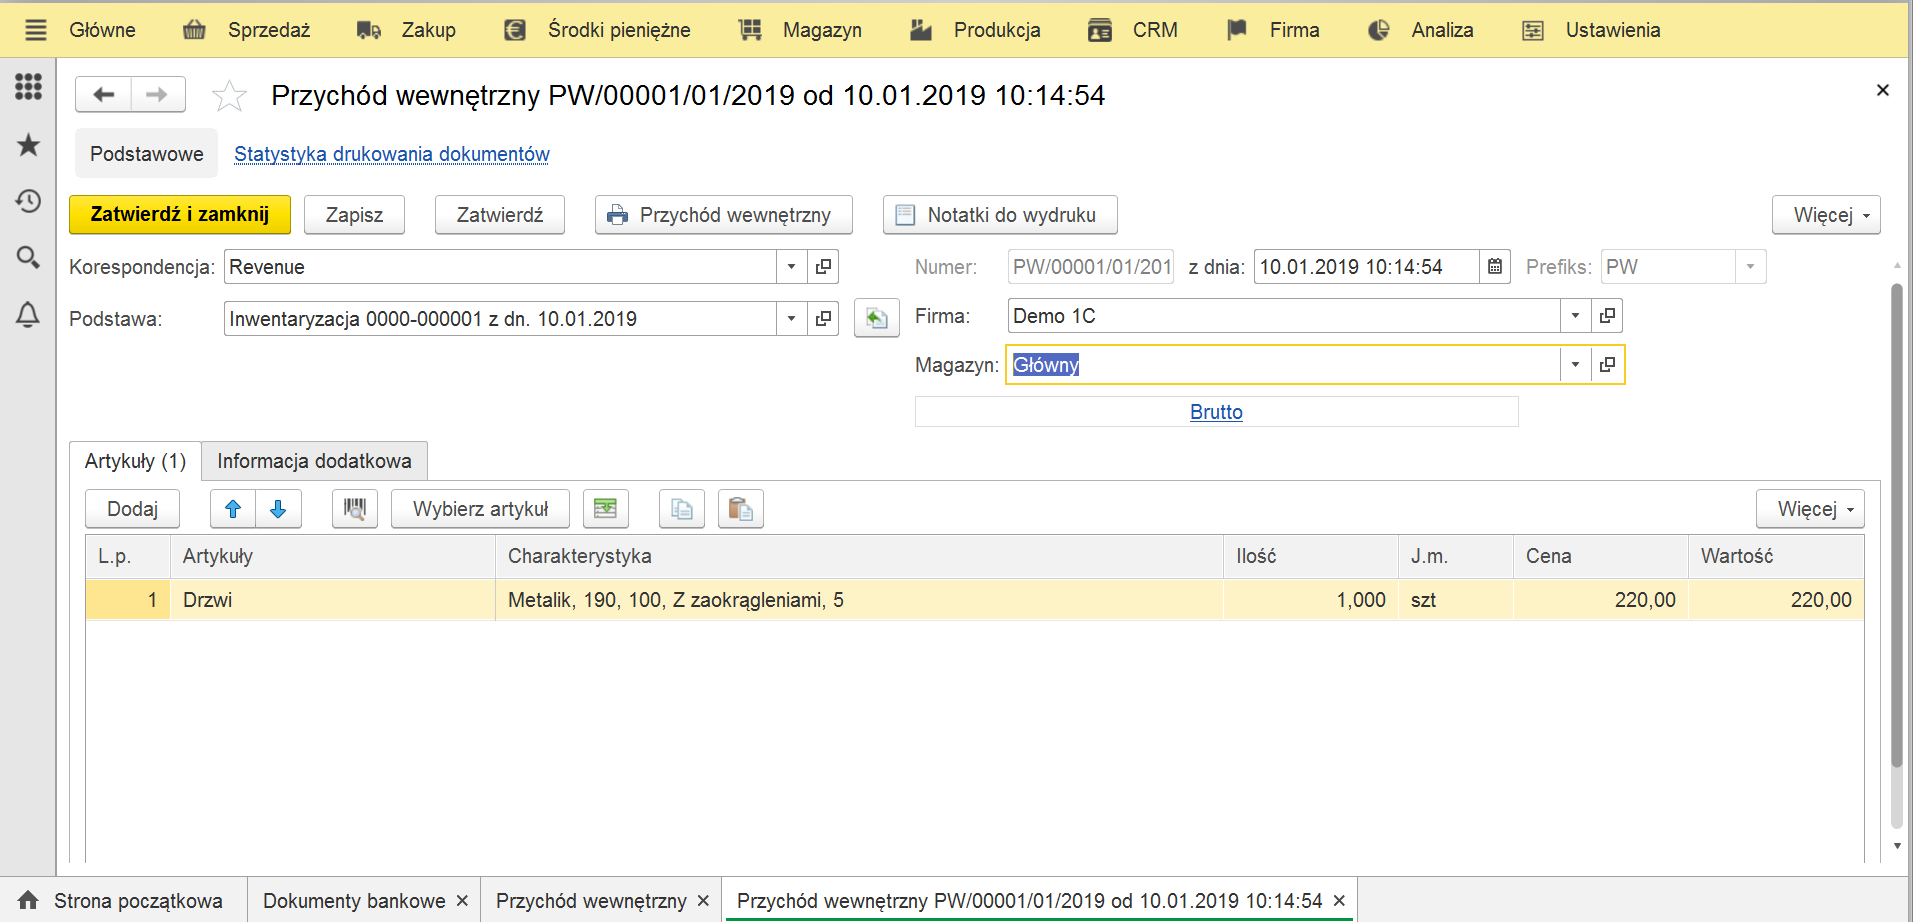 Główne Sprzedaż Zakup Środki pieniężne Magazyn Produkcja CRM Firma Analiza Ustawienia
Przychód wewnętrzny PW/00001/01/2019 od 10.01.2019 10:14:54
Podstawowe Statystyka drukowania dokumentów
Zatwierdź i zamknij Zapisz Zatwierdź Przychód wewnętrzny Notatki do wydruku Więcej
Korespondencja: Revenue Numer: PW/00001/01/201 z dnia: 10.01.2019 10:14:54 Prefiks: PW
Podstawa: Inwentaryzacja 0000-000001 z dn. 10.01.2019 Firma: Demo 1C
Magazyn: Główny
Brutto
Artykuły (1) Informacja dodatkowa
Dodaj Wybierz artykuł Więcej
L.p. Artykuły Charakterystyka Ilość J.m. Cena Wartość
1 Drzwi Metalik, 190, 100, Z zaokrągleniami, 5 1,000 szt 220,00 220,00
Strona początkowa Dokumenty bankowe Przychód wewnętrzny Przychód wewnętrzny PW/00001/01/2019 od 10.01.2019 10:14:54